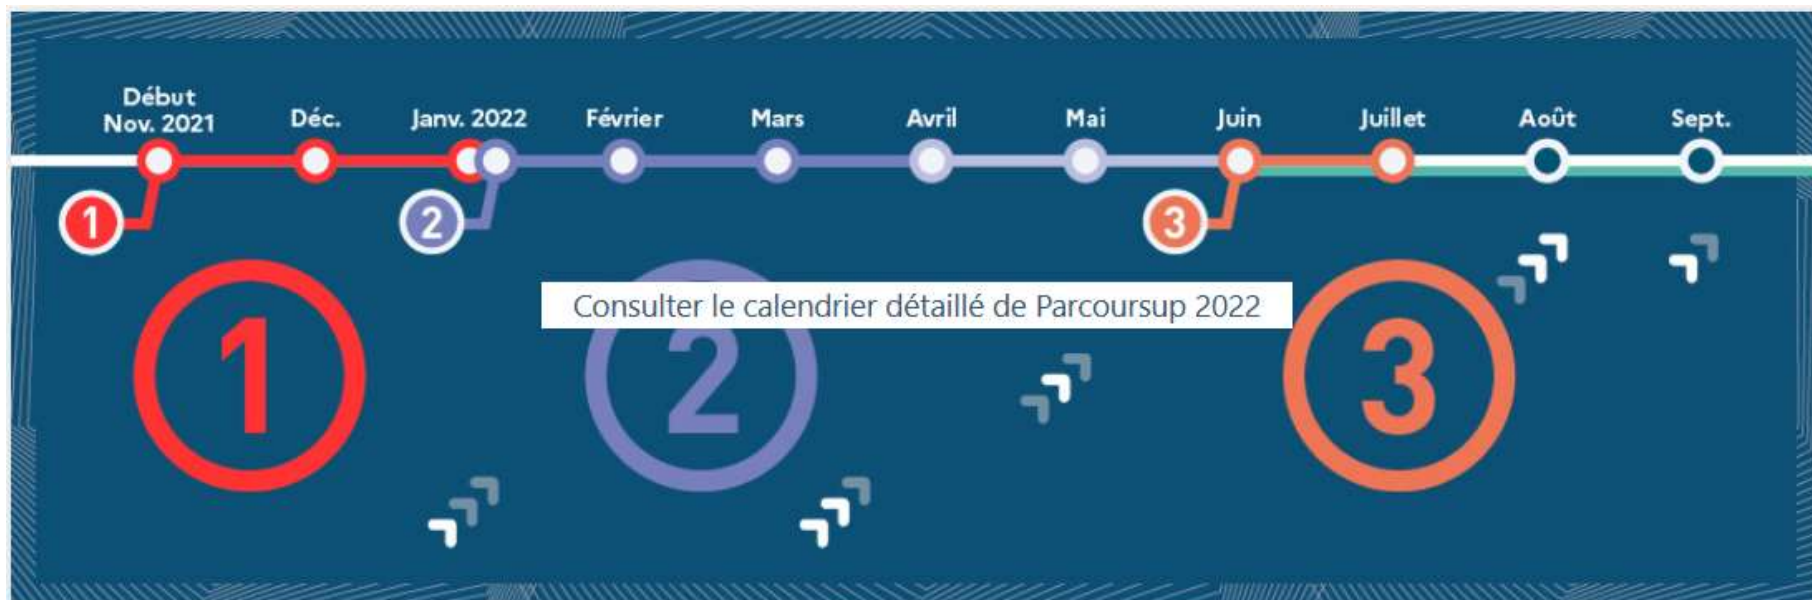 Début
Nov. 2021
Déc.
Janv. 2022
Février
Mars
Avril
Mai
Juin
Juillet
Août
Sept.
1
2
3
Consulter le calendrier détaillé de Parcoursup 2022
1
2
3